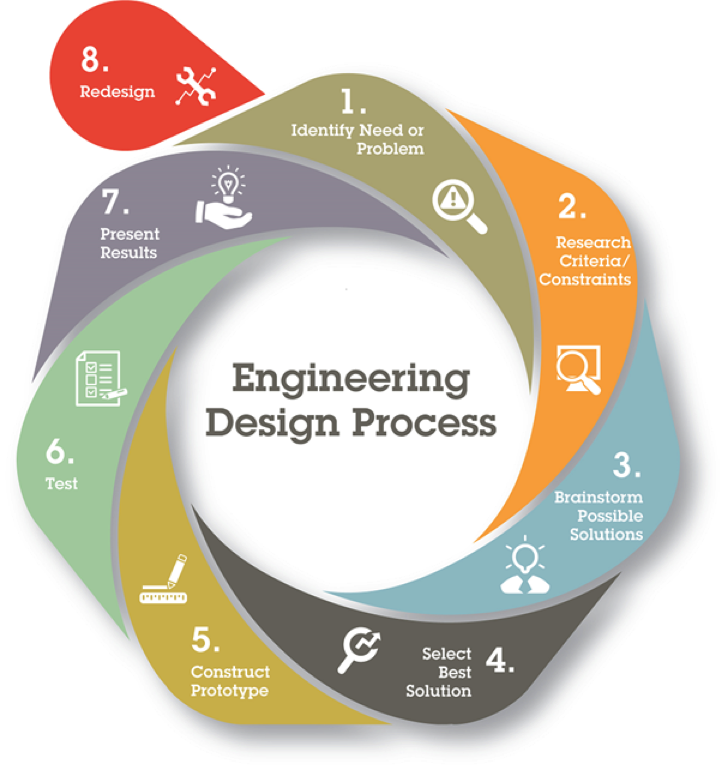 8.
Redesign
1.
Identify Need or
Problem
2.
Research
Criteria/
Constraints
3.
Brainstorm
Possible
Solutions
Select
Best
Solution
4.
5.
Construct
Prototype
6.
Test
7.
Present
Results
Engineering
Design Process